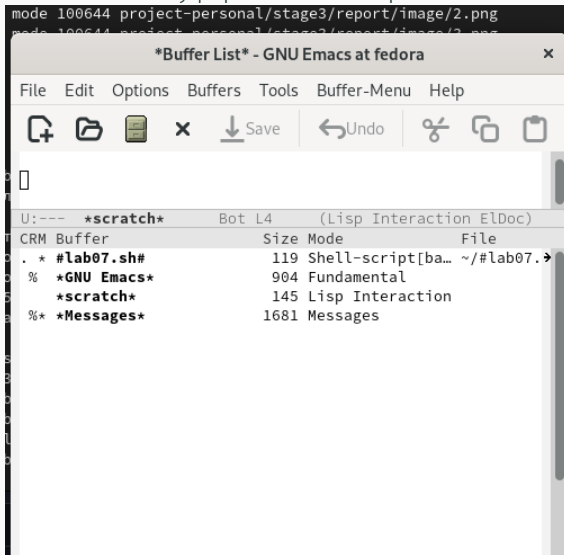 mode 100644 project-personal/stage3/report/image/2.png
*Buffer List* - GNU Emacs at fedora ×
File Edit Options Buffers Tools Buffer-Menu Help
Save Undo
U:--- *scratch* Bot L4 (Lisp Interaction ElDoc)
CRM Buffer Size Mode File
. * #lab07.sh# 119 Shell-script[ba… ~/#lab07.
% *GNU Emacs* 904 Fundamental
*scratch* 145 Lisp Interaction
%* *Messages* 1681 Messages